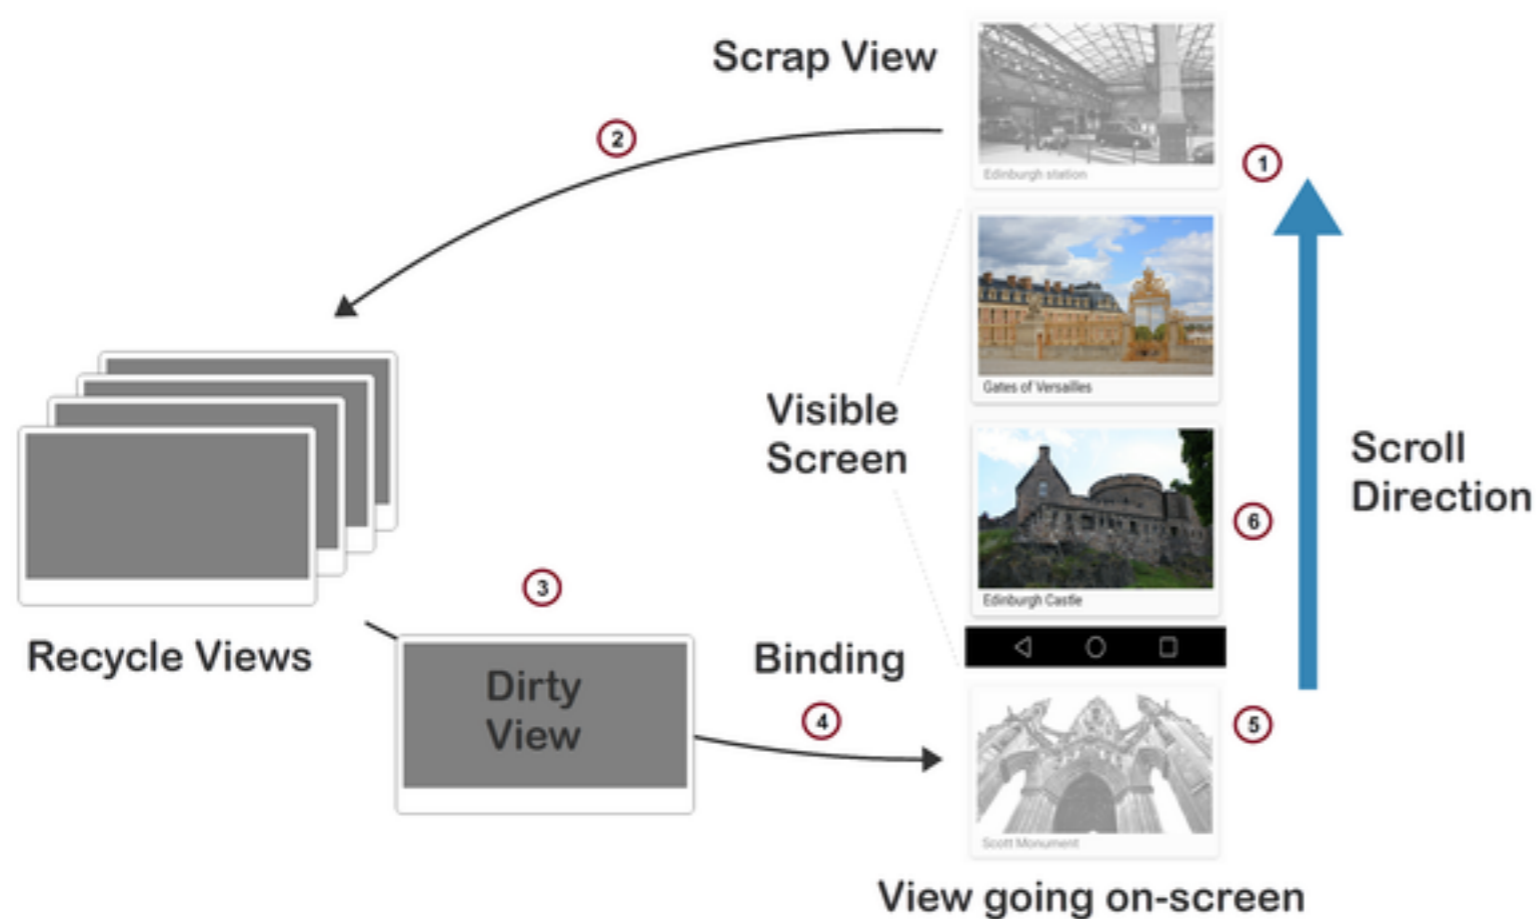 Scrap View
2
Edinburgh station
1
Gates of Versailles
Visible
Screen
Scroll
Direction
6
Edinburgh Castle
3
Recycle Views
Dirty
View
Binding
4
5
Scott Monument
View going on-screen